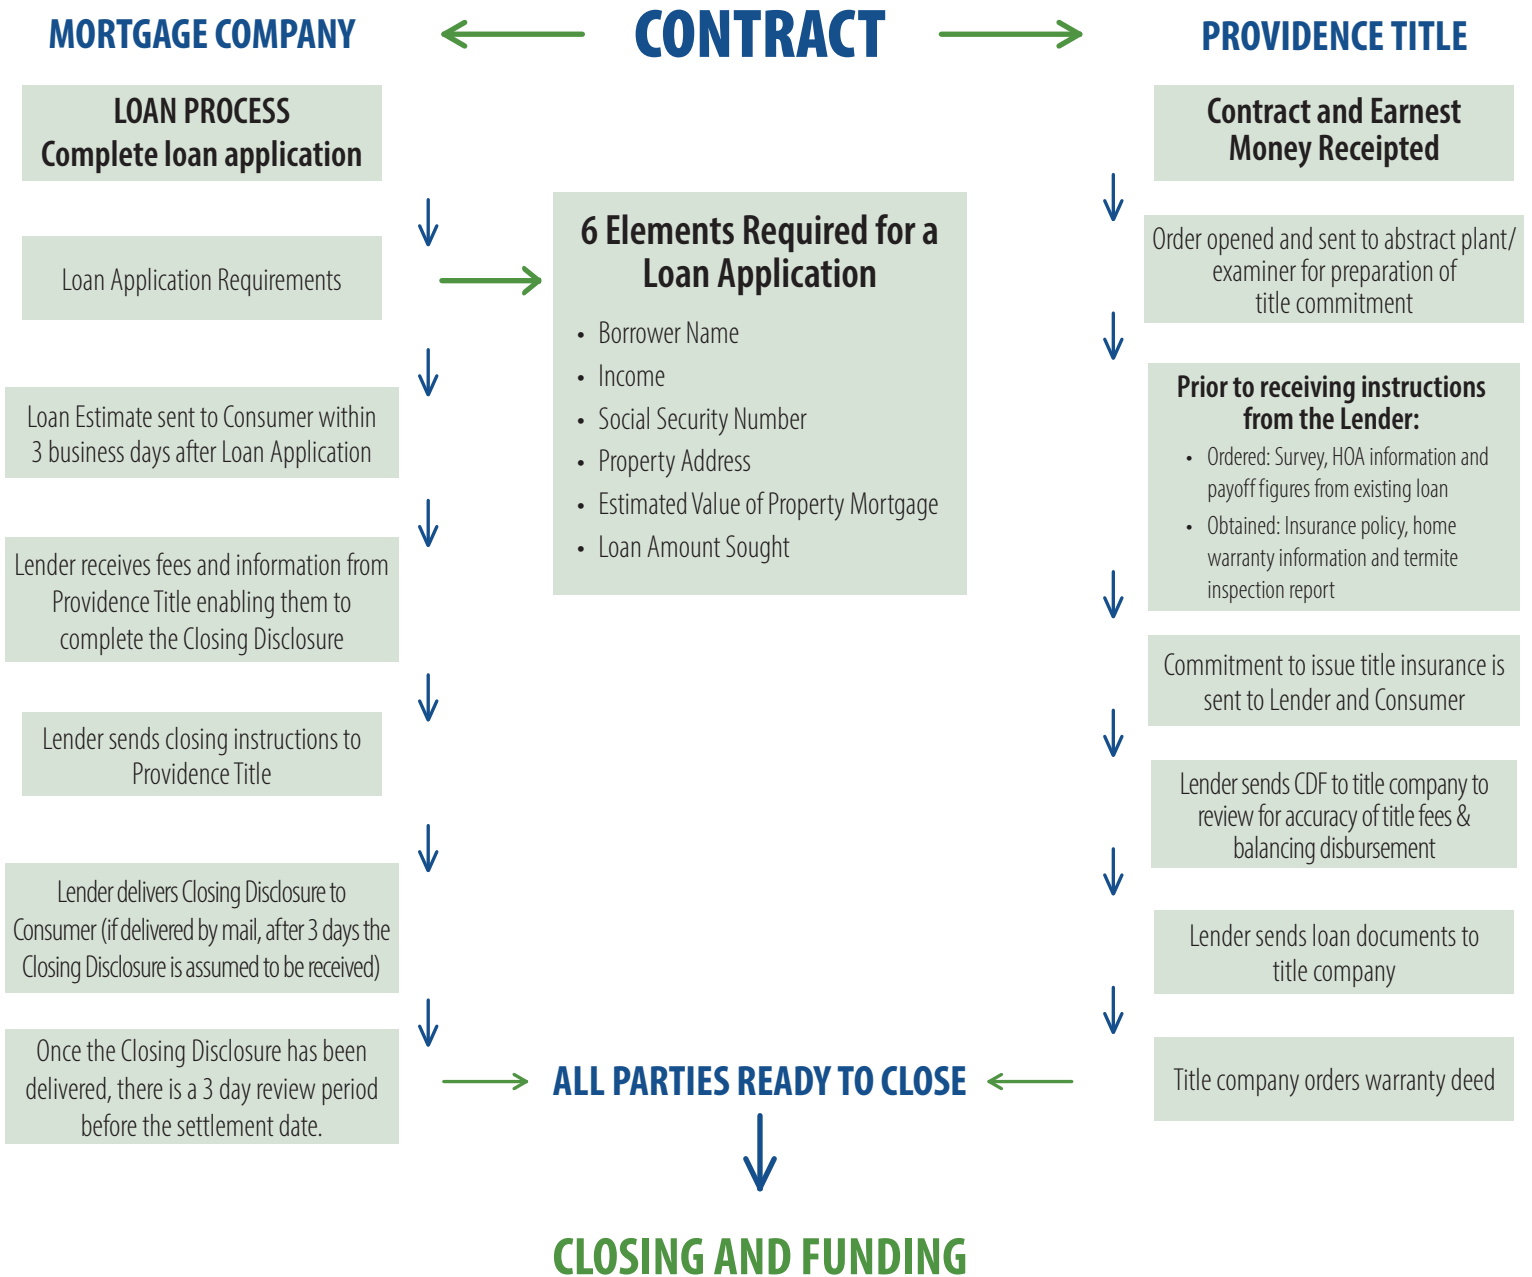 MORTGAGE COMPANY
CONTRACT
PROVIDENCE TITLE
LOAN PROCESS
Complete loan application
Loan Application Requirements
Loan Estimate sent to Consumer within
3 business days after Loan Application
Lender receives fees and information from
Providence Title enabling them to
complete the Closing Disclosure
Lender sends closing instructions to
Providence Title
Lender delivers Closing Disclosure to
Consumer (if delivered by mail, after 3 days the
Closing Disclosure is assumed to be received)
Once the Closing Disclosure has been
delivered, there is a 3 day review period
before the settlement date.
6 Elements Required for a
Loan Application
• Borrower Name
• Income
• Social Security Number
• Property Address
• Estimated Value of Property Mortgage
• Loan Amount Sought
Contract and Earnest
Money Receipted
Order opened and sent to abstract plant/
examiner for preparation of
title commitment
Prior to receiving instructions
from the Lender:
• Ordered: Survey, HOA information and
payoff figures from existing loan
• Obtained: Insurance policy, home
warranty information and termite
inspection report
Commitment to issue title insurance is
sent to Lender and Consumer
Lender sends CDF to title company to
review for accuracy of title fees &
balancing disbursement
Lender sends loan documents to
title company
Title company orders warranty deed
ALL PARTIES READY TO CLOSE
CLOSING AND FUNDING